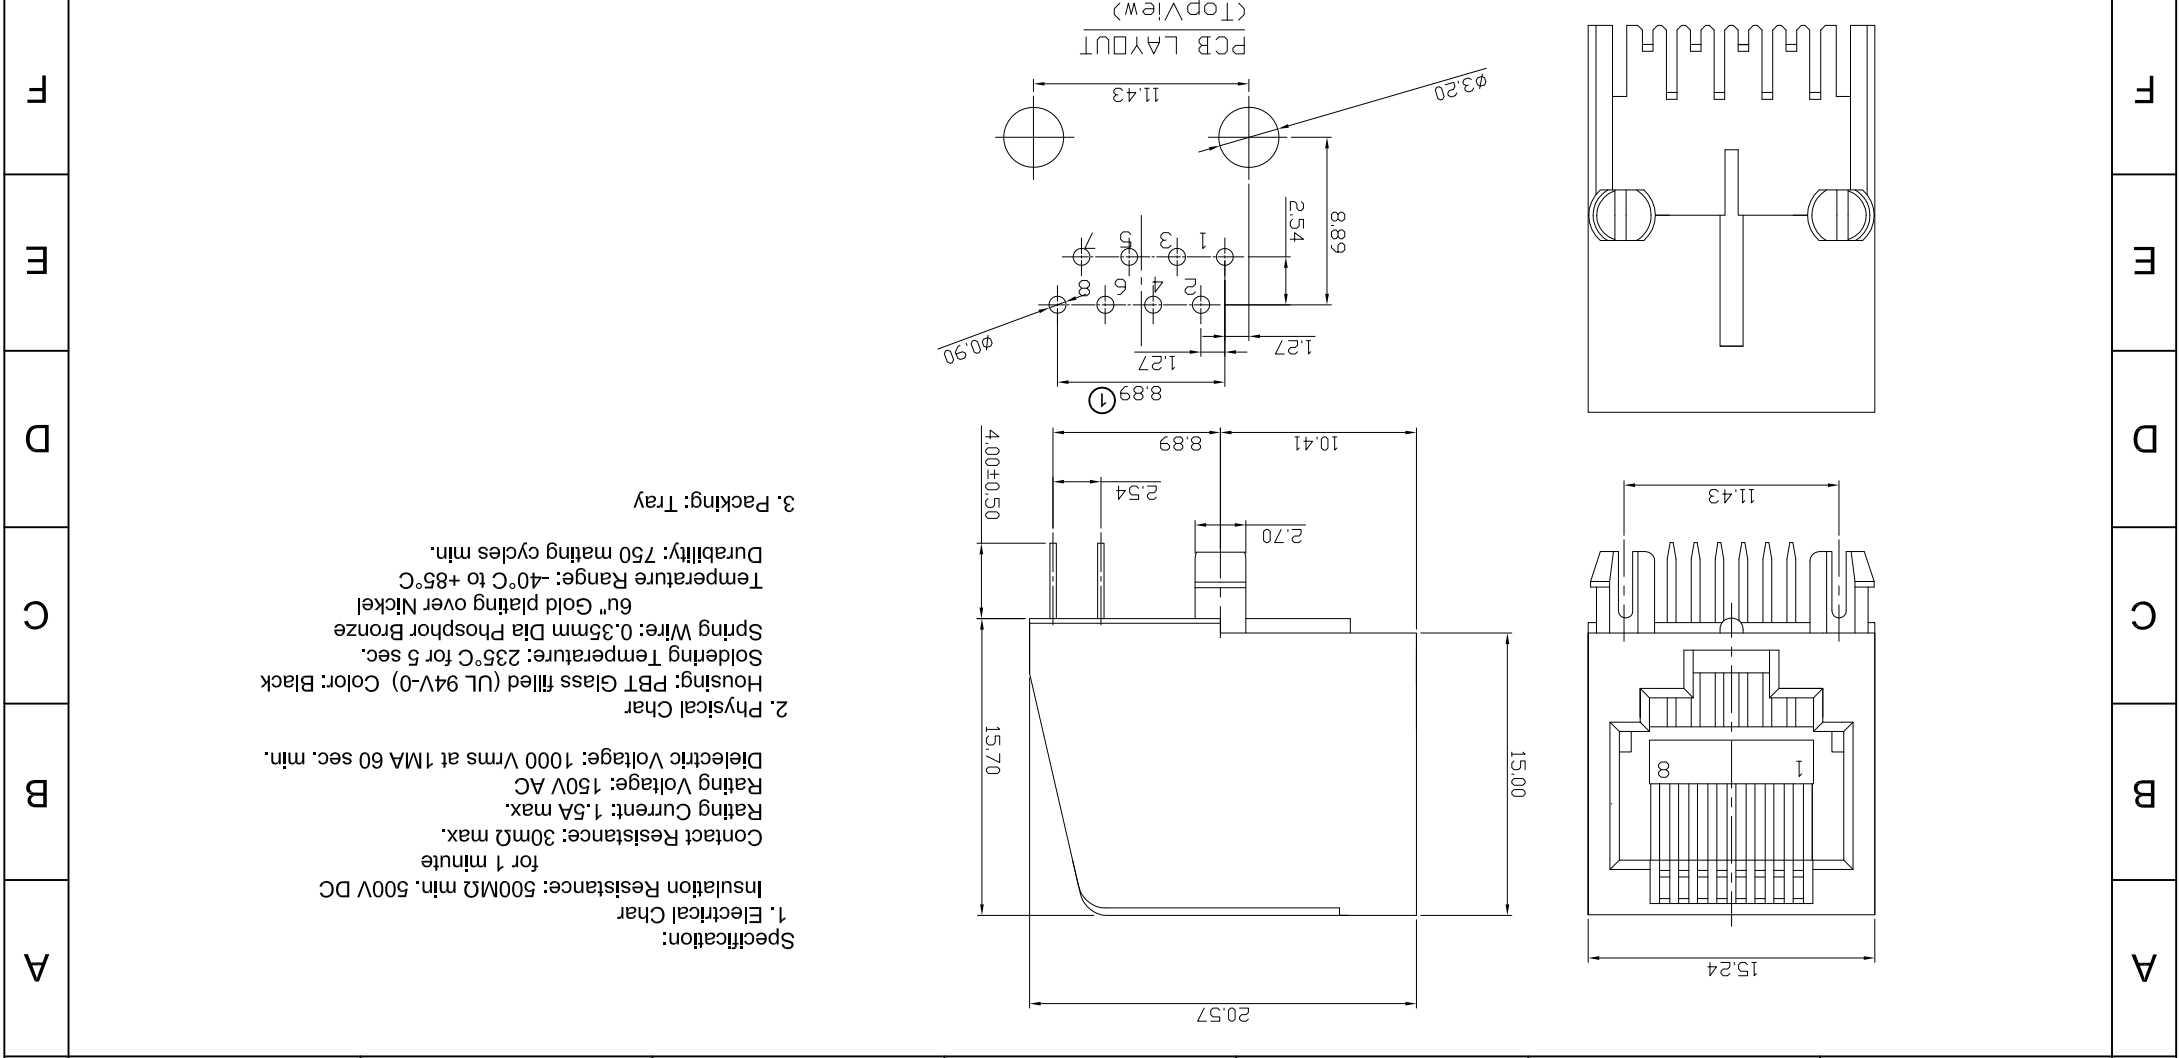 20.57
15.24
A
A
Specification:
1. Electrical Char
Insulation Resistance: 500MΩ min. 500V DC
for 1 minute
Contact Resistance: 30mΩ max.
Rating Current: 1.5A max.
Rating Voltage: 150V AC
Dielectric Voltage: 1000 Vrms at 1MA 60 sec. min.
2. Physical Char
Housing: PBT Glass filled (UL 94V-0) Color: Black
Soldering Temperature: 235°C for 5 sec.
Spring Wire: 0.35mm Dia Phosphor Bronze
6u" Gold plating over Nickel
Temperature Range: -40°C to +85°C
Durability: 750 mating cycles min.
3. Packing: Tray
B
B
1
8
15.00
15.70
C
C
2.70
11.43
2.54
4.00±0.50
D
D
10.41
8.89
8.89
1
1.27
1.27
ø0.90
2
4
6
8
1
3
5
7
2.54
8.89
E
E
ø3.20
11.43
F
F
PCB LAYOUT
(TopView)